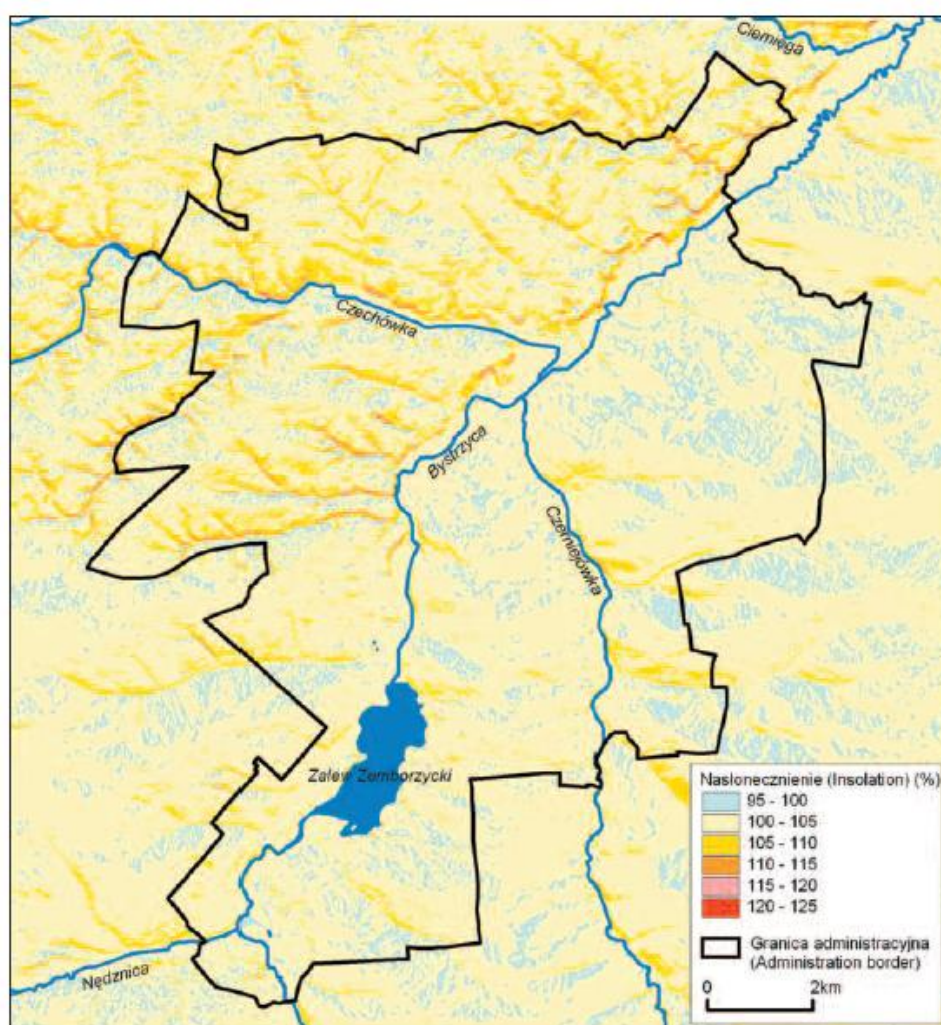 Ciemięga
Czechówka
Bystrzyca
Czerniejówka
Zalew Zemborzycki
Nędznica
Nasłonecznienie (Insolation) (%)
95 - 100
100 - 105
105 - 110
110 - 115
115 - 120
120 - 125
Granica administracyjna
(Administration border)
0 2km